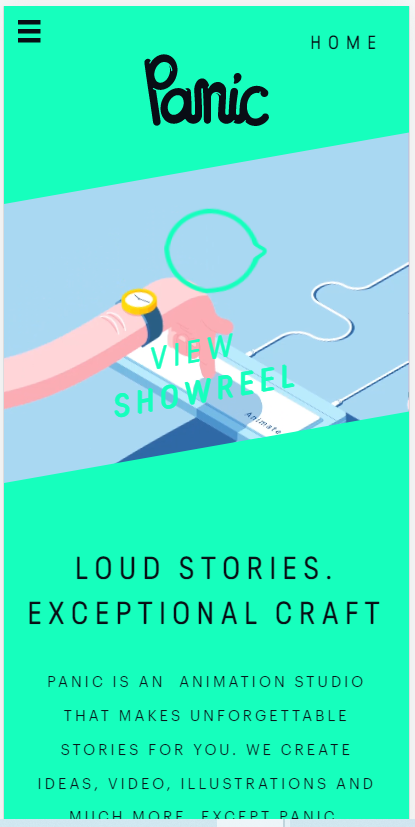 HOME
Panic
VIEW
SHOWREEL
Animate
LOUD STORIES.
EXCEPTIONAL CRAFT
PANIC IS AN ANIMATION STUDIO
THAT MAKES UNFORGETTABLE
STORIES FOR YOU. WE CREATE
IDEAS, VIDEO, ILLUSTRATIONS AND
MUCH MORE, EXCEPT PANIC